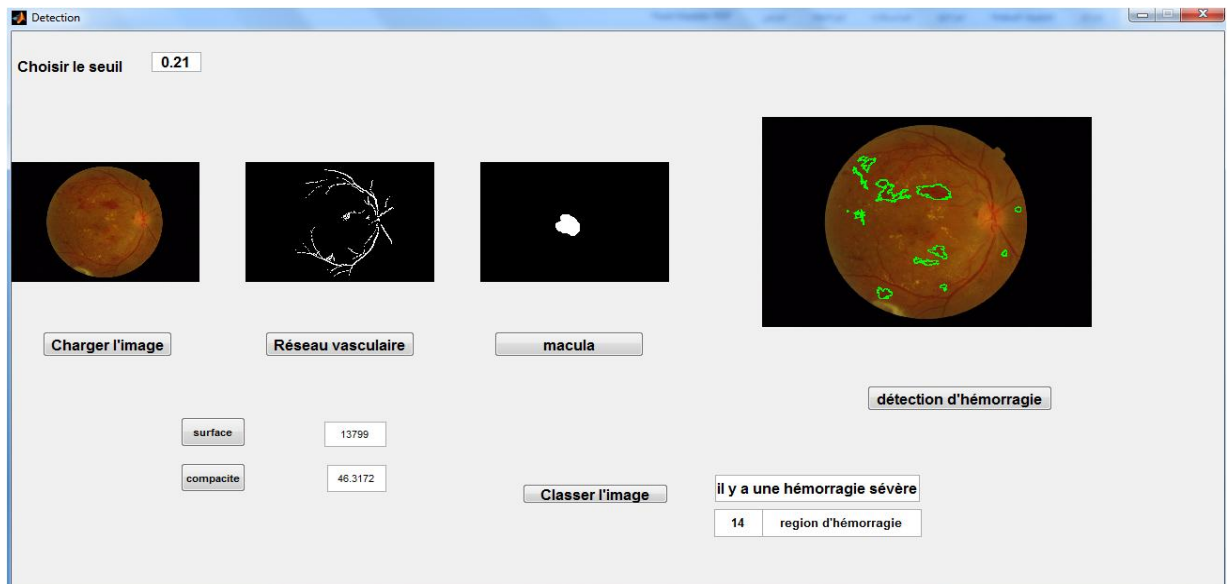 Detection
Choisir le seuil 0.21
Charger l'image Réseau vasculaire macula
détection d'hémorragie
surface 13799
compacite 46.3172
Classer l'image il y a une hémorragie sévère
14 region d'hémorragie